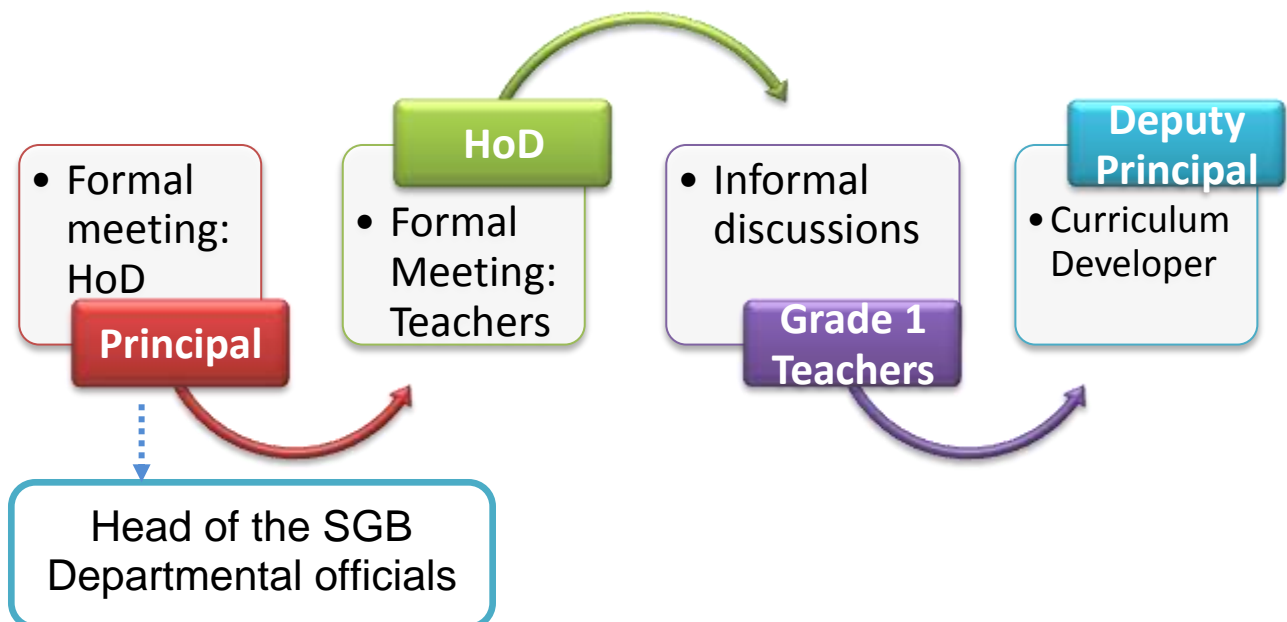 • Formal
meeting:
HoD
Principal
HoD
• Formal
Meeting:
Teachers
• Informal
discussions
Grade 1
Teachers
Deputy
Principal
• Curriculum
Developer
Head of the SGB
Departmental officials